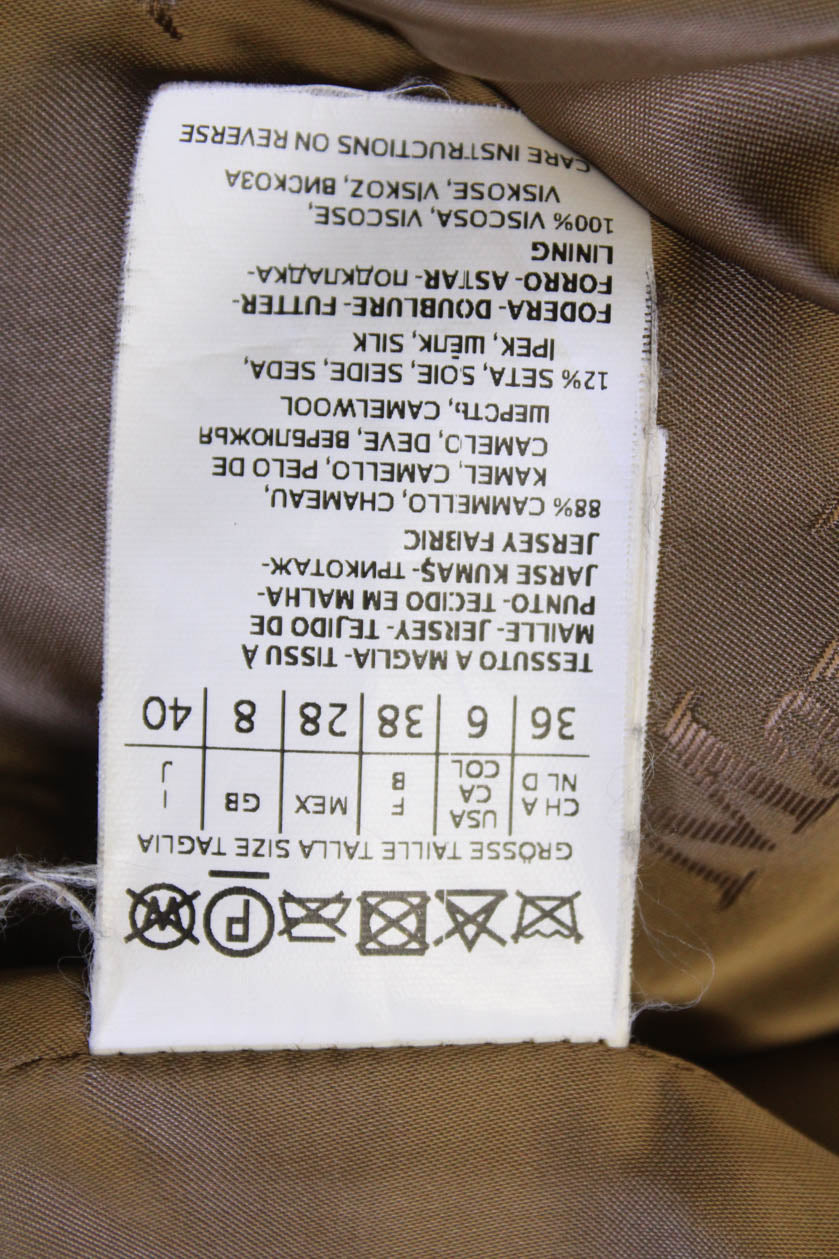 P W
GRÖSSE TAILLE TALLA SIZE TAGLIA
CH A USA F MEX GB I
NL D CA B J
COL
36 6 38 28 8 40
TESSUTO A MAGLIA- TISSU À
MAILLE- JERSEY- TEJIDO DE
PUNTO- TECIDO EM MALHA-
JARSE KUMAŞ- ТРИКОТАЖ-
JERSEY FABRIC
88% CAMMELLO, CHAMEAU,
KAMEL, CAMELLO, PELO DE
CAMELO, DEVE, ВЕРБЛЮЖЬЯ
ШЕРСТЬ, CAMELWOOL
12% SETA, SOIE, SEIDE, SEDA,
IPEK, ШЁЛК, SILK
FODERA- DOUBLURE- FUTTER-
FORRO- ASTAR- ПОДКЛАДКА-
LINING
100% VISCOSA, VISCOSE,
VISKOSE, VİSKOZ, ВИСКОЗА
CARE INSTRUCTIONS ON REVERSE